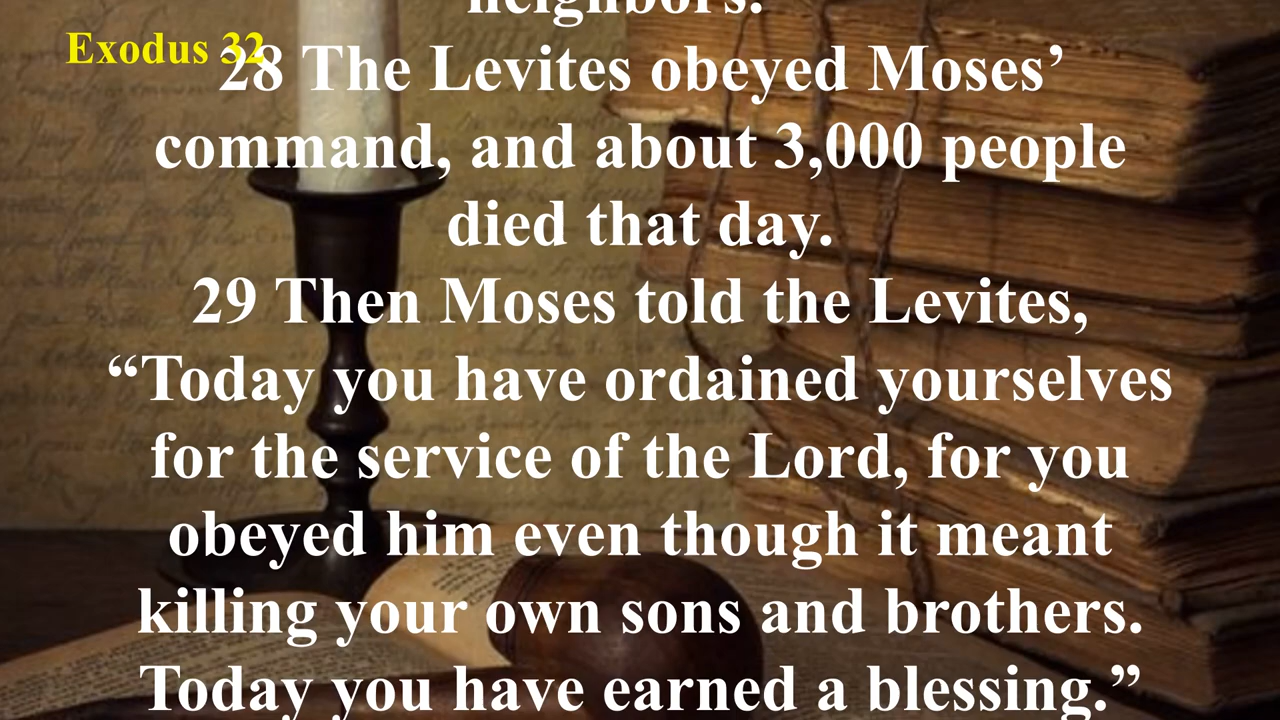 neighbors.
Exodus 32
28 The Levites obeyed Moses’
command, and about 3,000 people
died that day.
29 Then Moses told the Levites,
“Today you have ordained yourselves
for the service of the Lord, for you
obeyed him even though it meant
killing your own sons and brothers.
Today you have earned a blessing.”